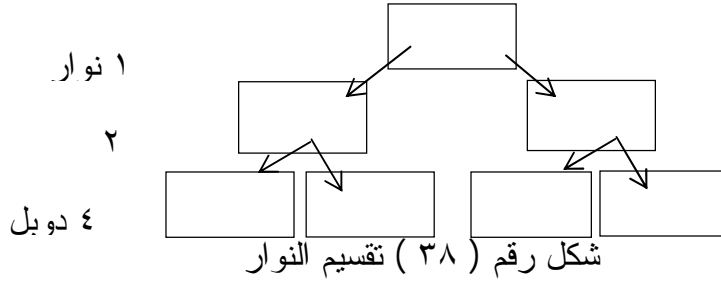 ١ نوار
٢
٤ دوبل
شكل رقم ( ٣٨ ) تقسيم النوار